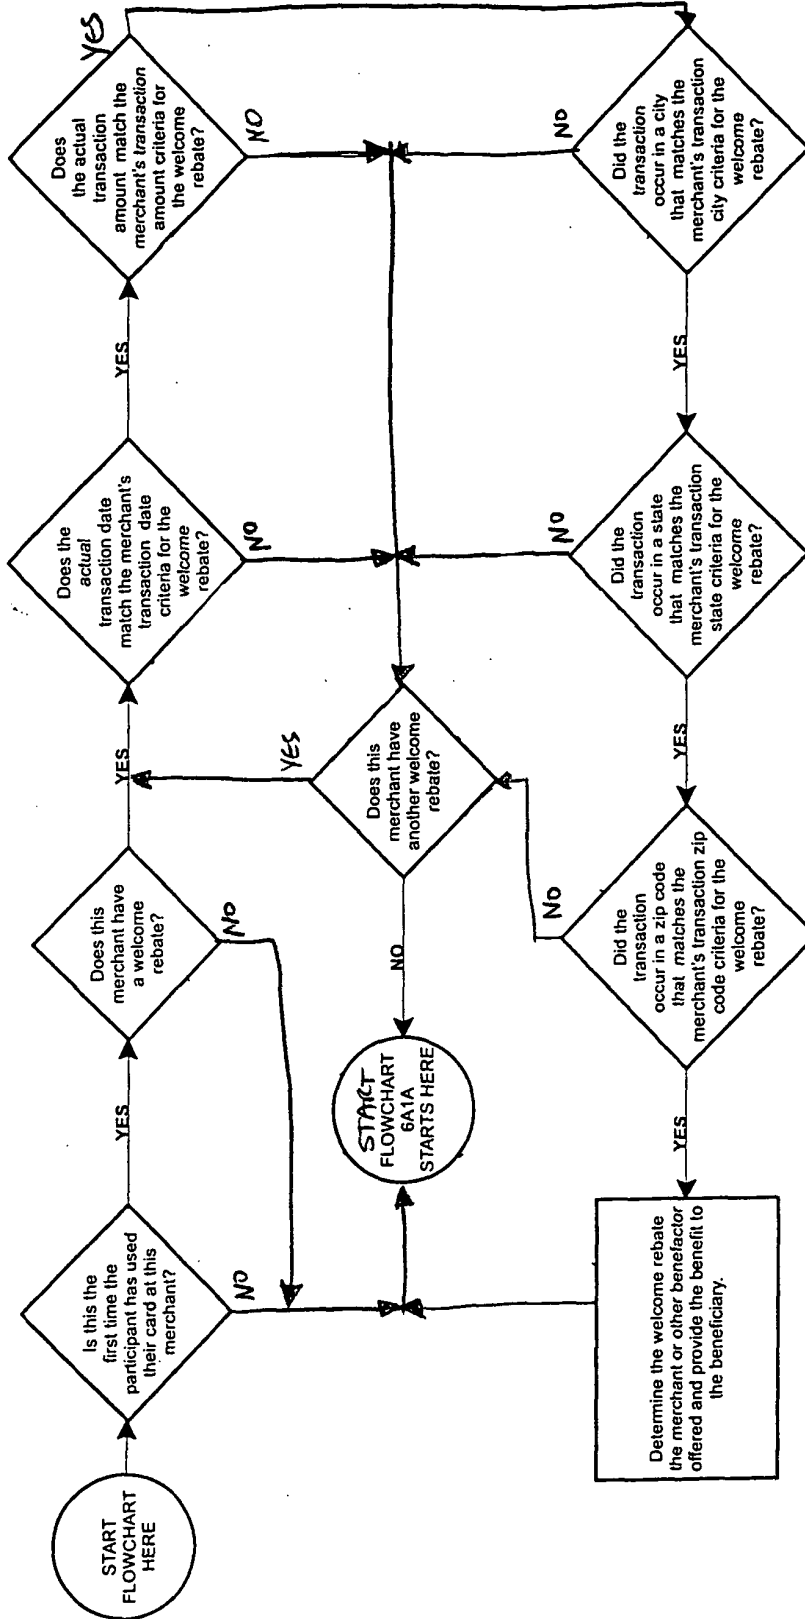 START
FLOWCHART
HERE
Is this the
first time the
participant has used
their card at this
merchant?
YES
NO
Does this
merchant have
a welcome
rebate?
YES
NO
Does the
actual
transaction date
match the merchant's
transaction date
criteria for the
welcome
rebate?
YES
NO
Does
the actual
transaction
amount match the
merchant's transaction
amount criteria for
the welcome
rebate?
YES
NO
START
FLOWCHART
6A1A
STARTS HERE
NO
Does this
merchant have
another welcome
rebate?
YES
Determine the welcome rebate
the merchant or other benefactor
offered and provide the benefit to
the beneficiary.
YES
Did the
transaction
occur in a zip code
that matches the
merchant's transaction zip
code criteria for the
welcome
rebate?
NO
YES
Did the
transaction
occur in a state
that matches the
merchant's transaction
state criteria for the
welcome
rebate?
NO
YES
Did the
transaction
occur in a city
that matches the
merchant's transaction
city criteria for the
welcome
rebate?
NO